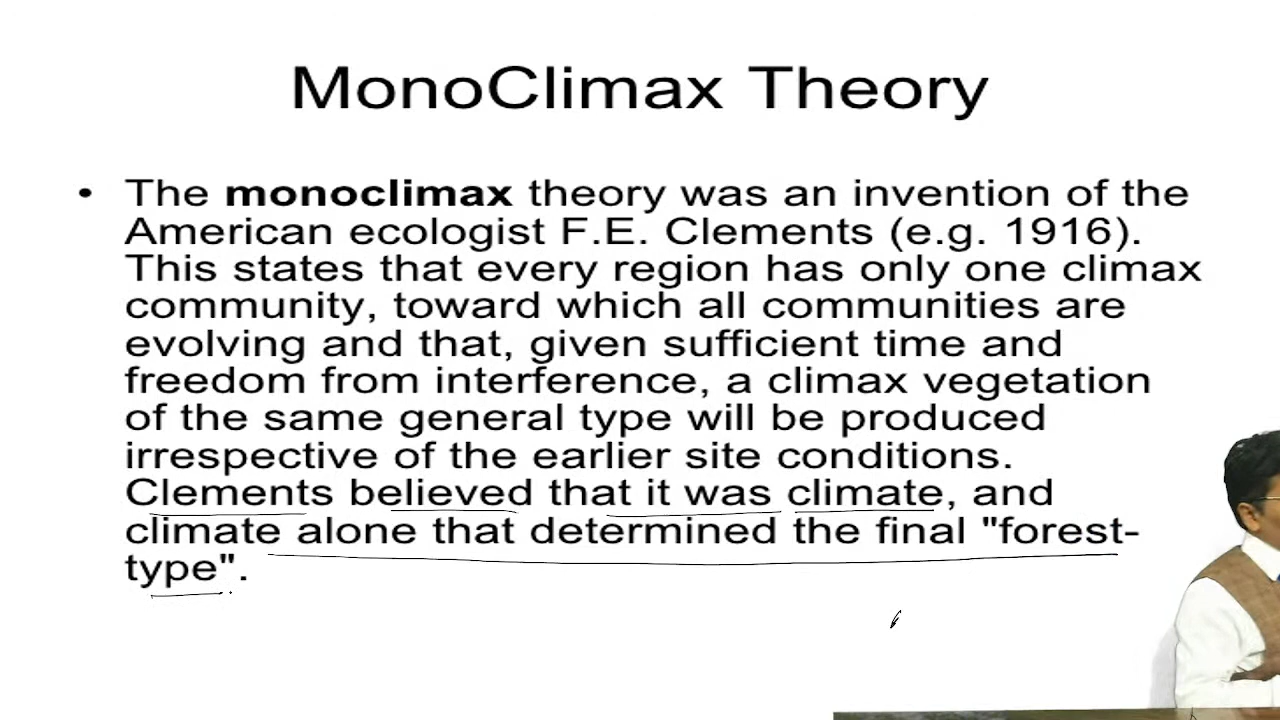 MonoClimax Theory
• The monoclimax theory was an invention of the
American ecologist F.E. Clements (e.g. 1916).
This states that every region has only one climax
community, toward which all communities are
evolving and that, given sufficient time and
freedom from interference, a climax vegetation
of the same general type will be produced
irrespective of the earlier site conditions.
Clements believed that it was climate, and
climate alone that determined the final "forest-
type".